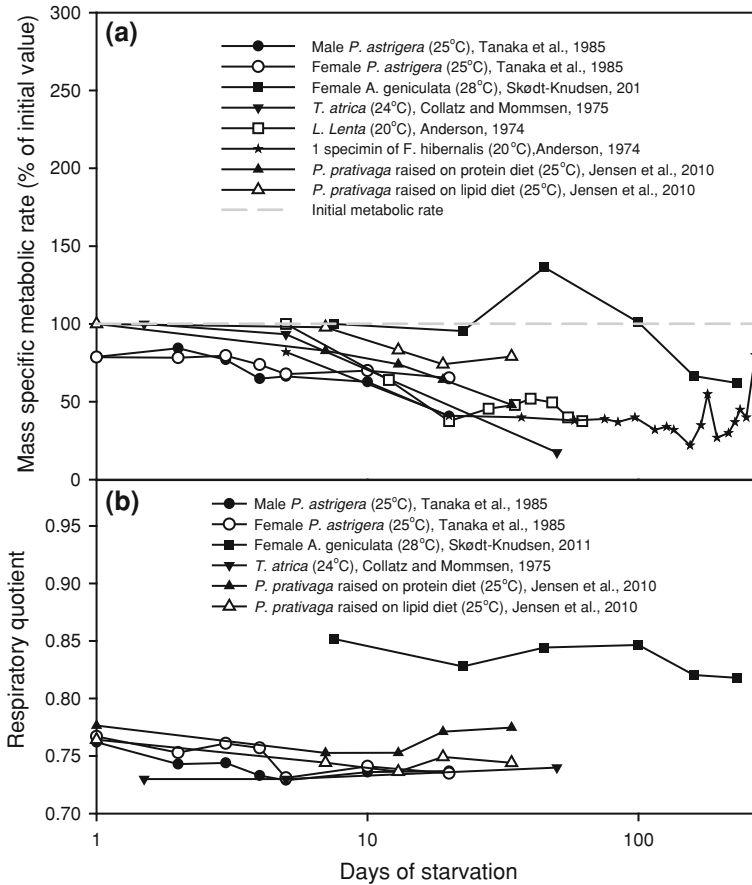 (a)
Male P. astrigera (25°C), Tanaka et al., 1985
Female P. astrigera (25°C), Tanaka et al., 1985
Female A. geniculata (28°C), Skødt-Knudsen, 201
T. atrica (24°C), Collatz and Mommsen, 1975
L. Lenta (20°C), Anderson, 1974
1 specimin of F. hibernalis (20°C),Anderson, 1974
P. prativaga raised on protein diet (25°C), Jensen et al., 2010
P. prativaga raised on lipid diet (25°C), Jensen et al., 2010
Initial metabolic rate
Mass specific metabolic rate (% of initial value)
300
250
200
150
100
50
0
(b)
Male P. astrigera (25°C), Tanaka et al., 1985
Female P. astrigera (25°C), Tanaka et al., 1985
Female A. geniculata (28°C), Skødt-Knudsen, 2011
T. atrica (24°C), Collatz and Mommsen, 1975
P. prativaga raised on protein diet (25°C), Jensen et al., 2010
P. prativaga raised on lipid diet (25°C), Jensen et al., 2010
Respiratory quotient
0.95
0.90
0.85
0.80
0.75
0.70
1
10
100
Days of starvation